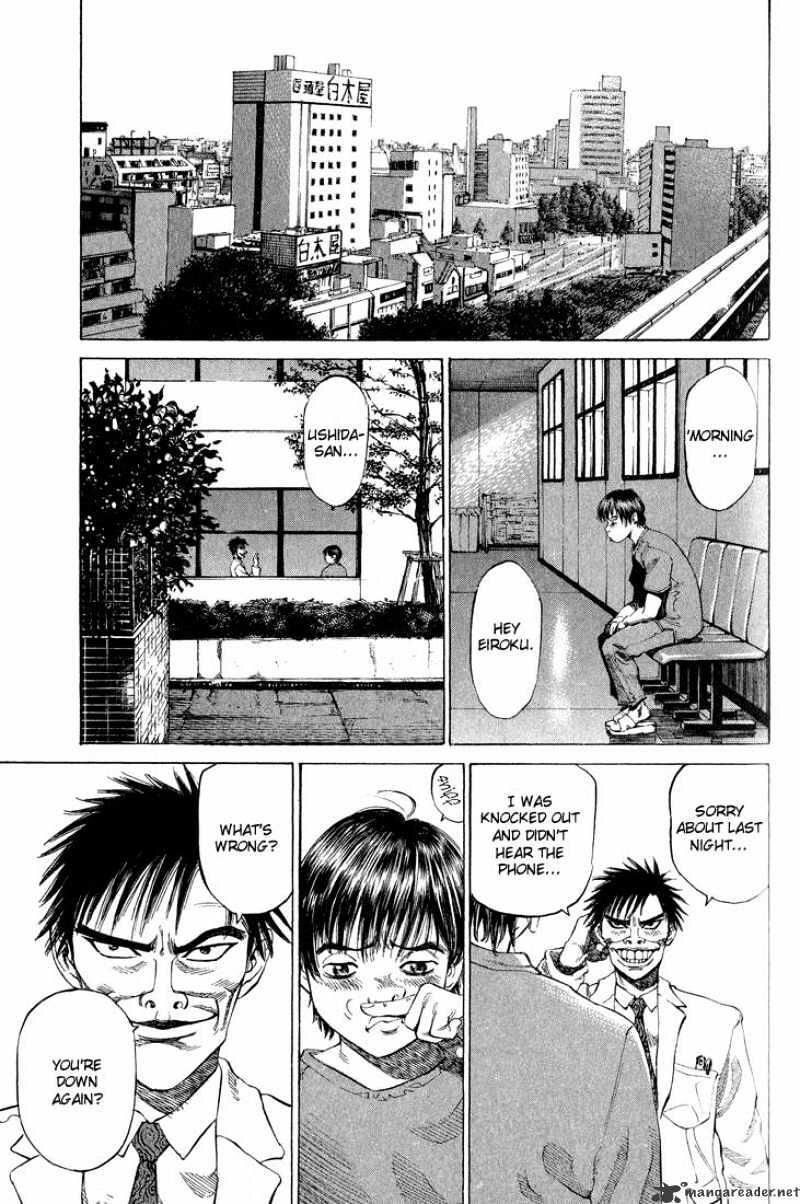 白木屋
白木屋
'MORNING
...
HEY
EIROKU.
USHIDA-
SAN...
SORRY
ABOUT LAST
NIGHT...
I WAS
KNOCKED OUT
AND DIDN'T
HEAR THE
PHONE...
sniff
WHAT'S
WRONG?
YOU'RE
DOWN
AGAIN?
mangareader.net